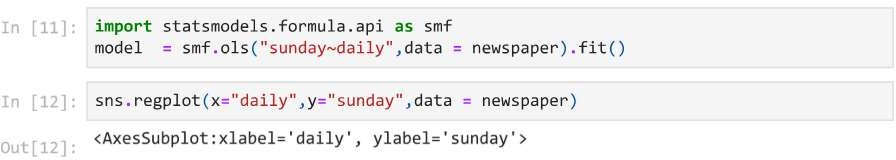 In [11]: import statsmodels.formula.api as smf
model  = smf.ols("sunday~daily",data = newspaper).fit()
In [12]: sns.regplot(x="daily",y="sunday",data = newspaper)
Out[12]: <AxesSubplot:xlabel='daily', ylabel='sunday'>